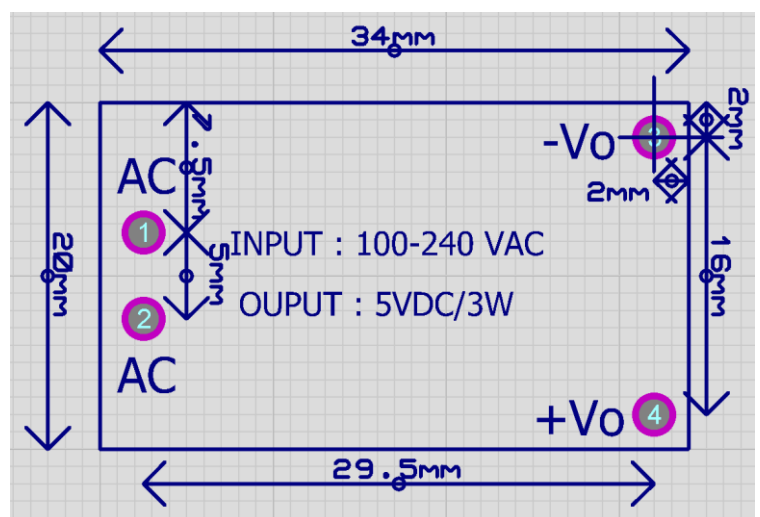 34mm
2mm
-Vo
3
7.5mm
AC
2mm
1
INPUT : 100-240 VAC
20mm
5mm
16mm
2
OUPUT : 5VDC/3W
AC
+Vo
4
29.5mm